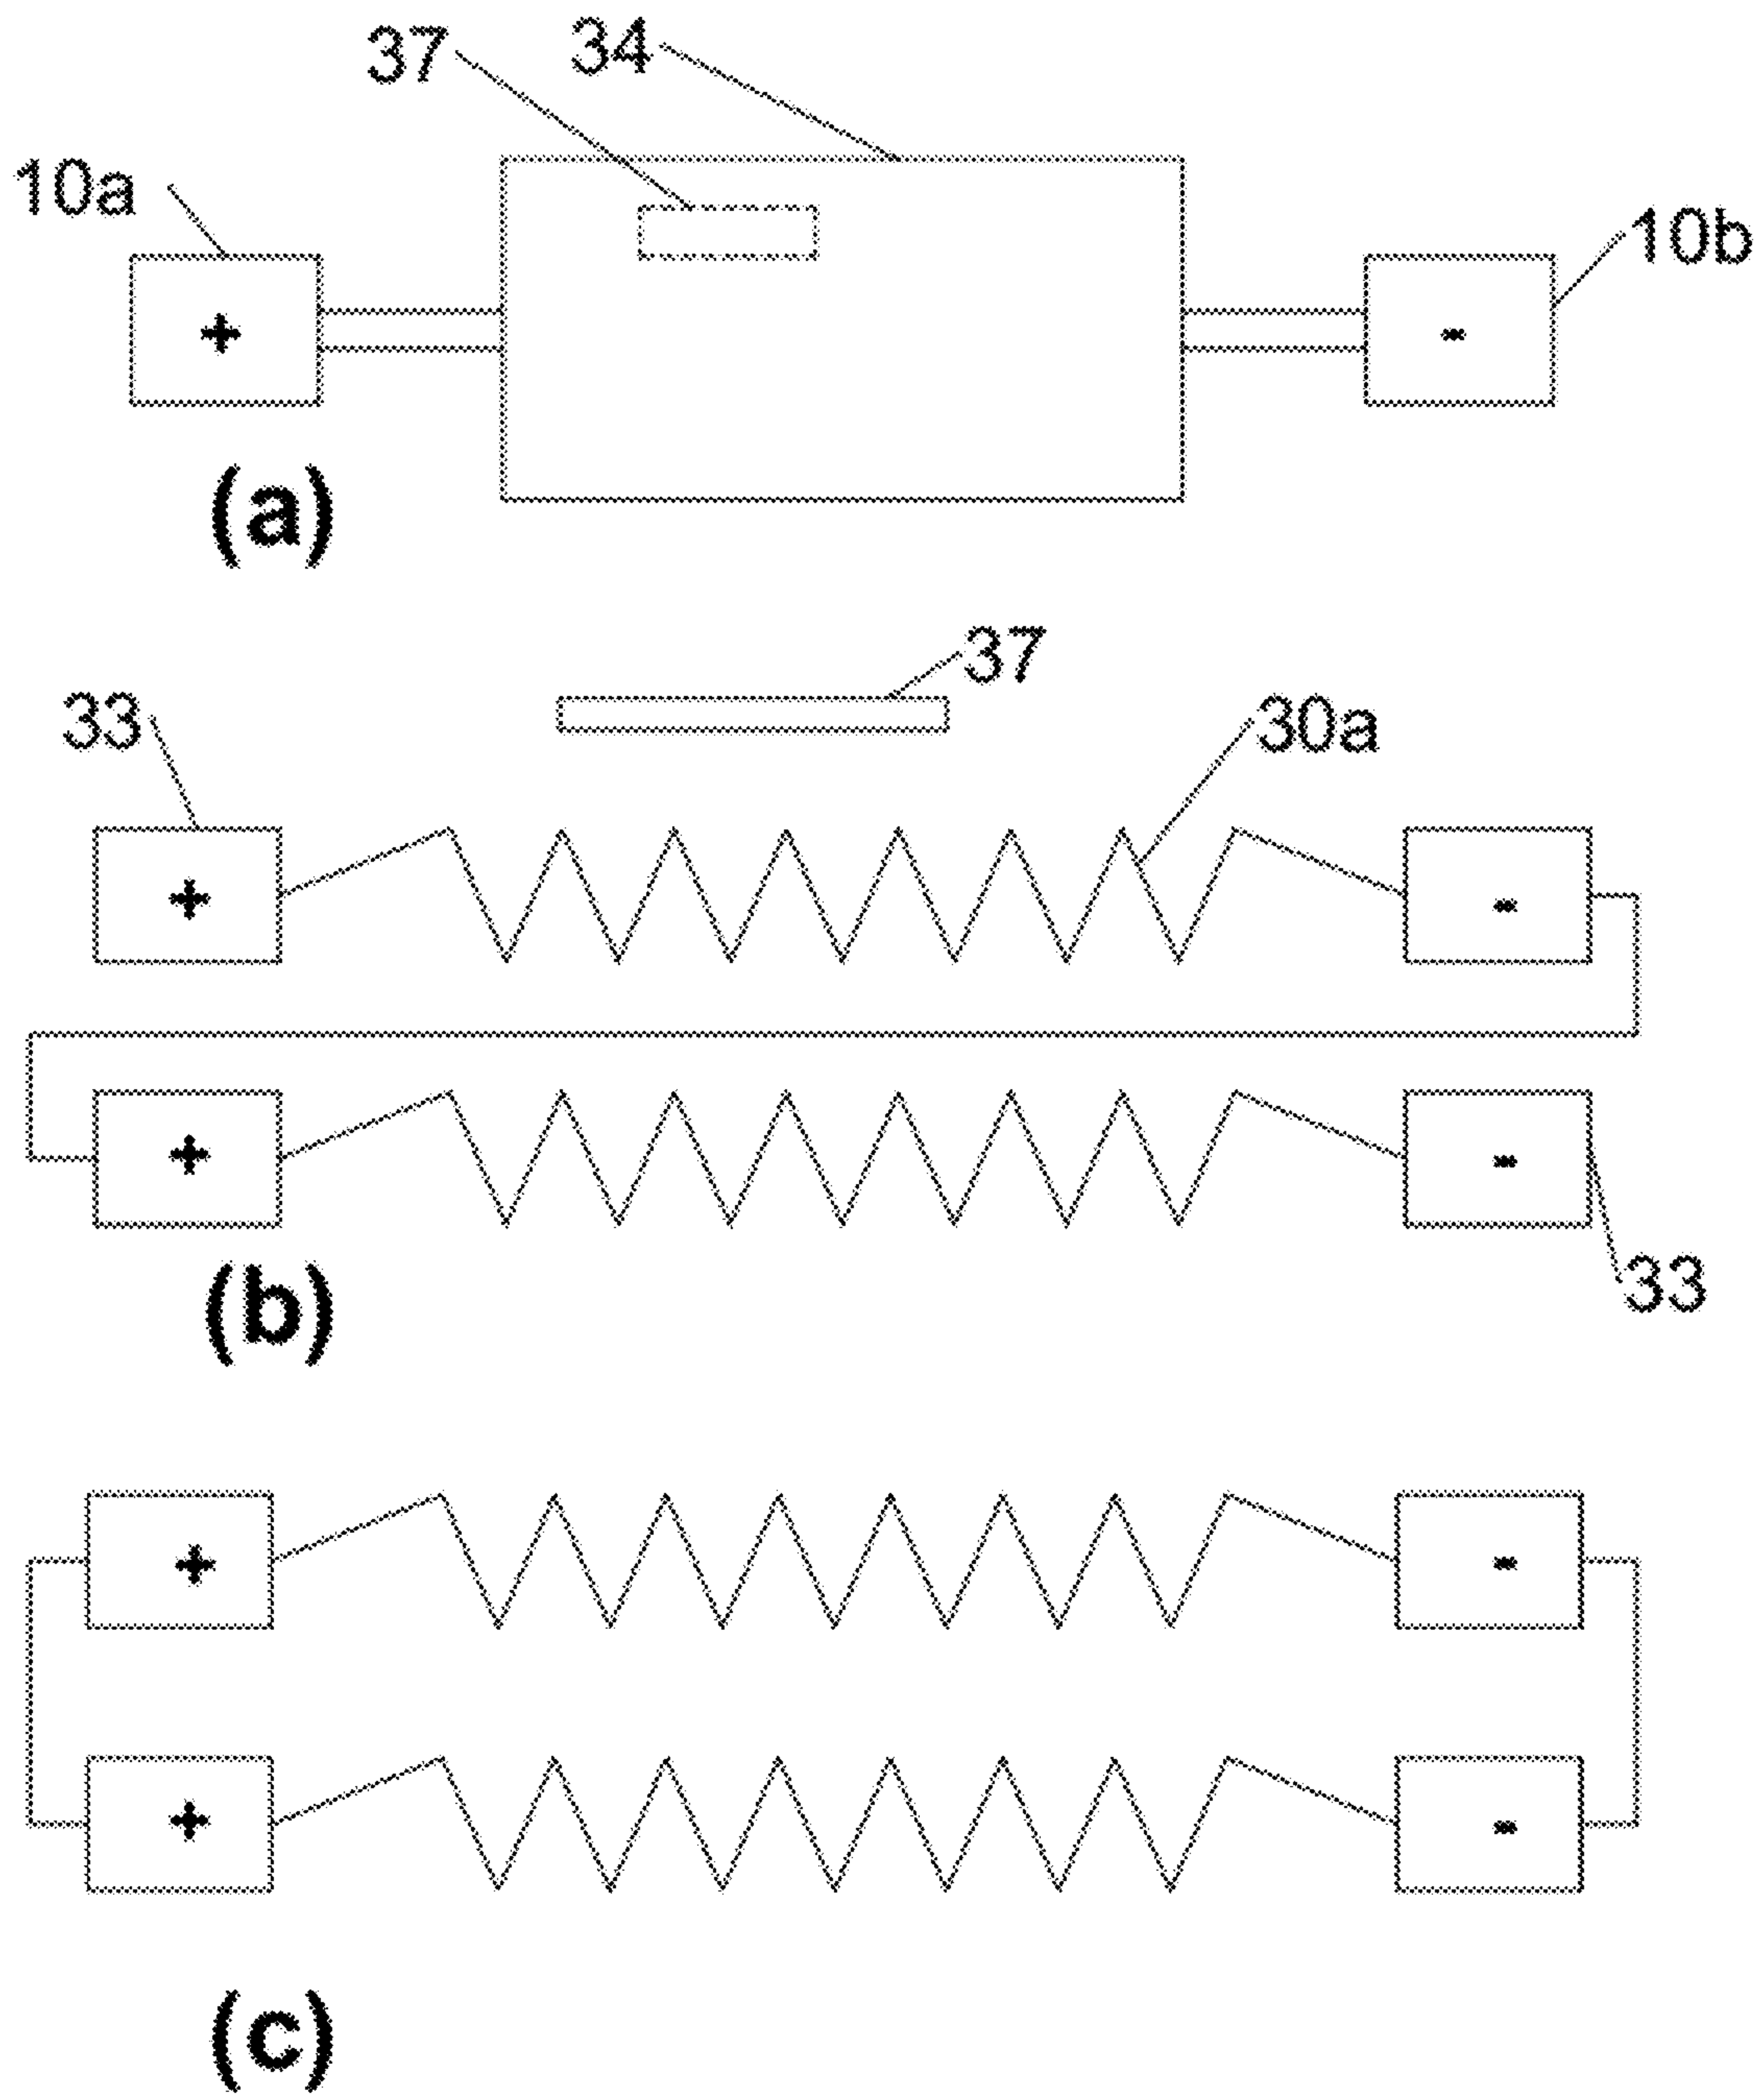 37 34
10a
10b
+ -
(a)
37
33
30a
+ -
+ -
33
(b)
+ -
+ -
(c)